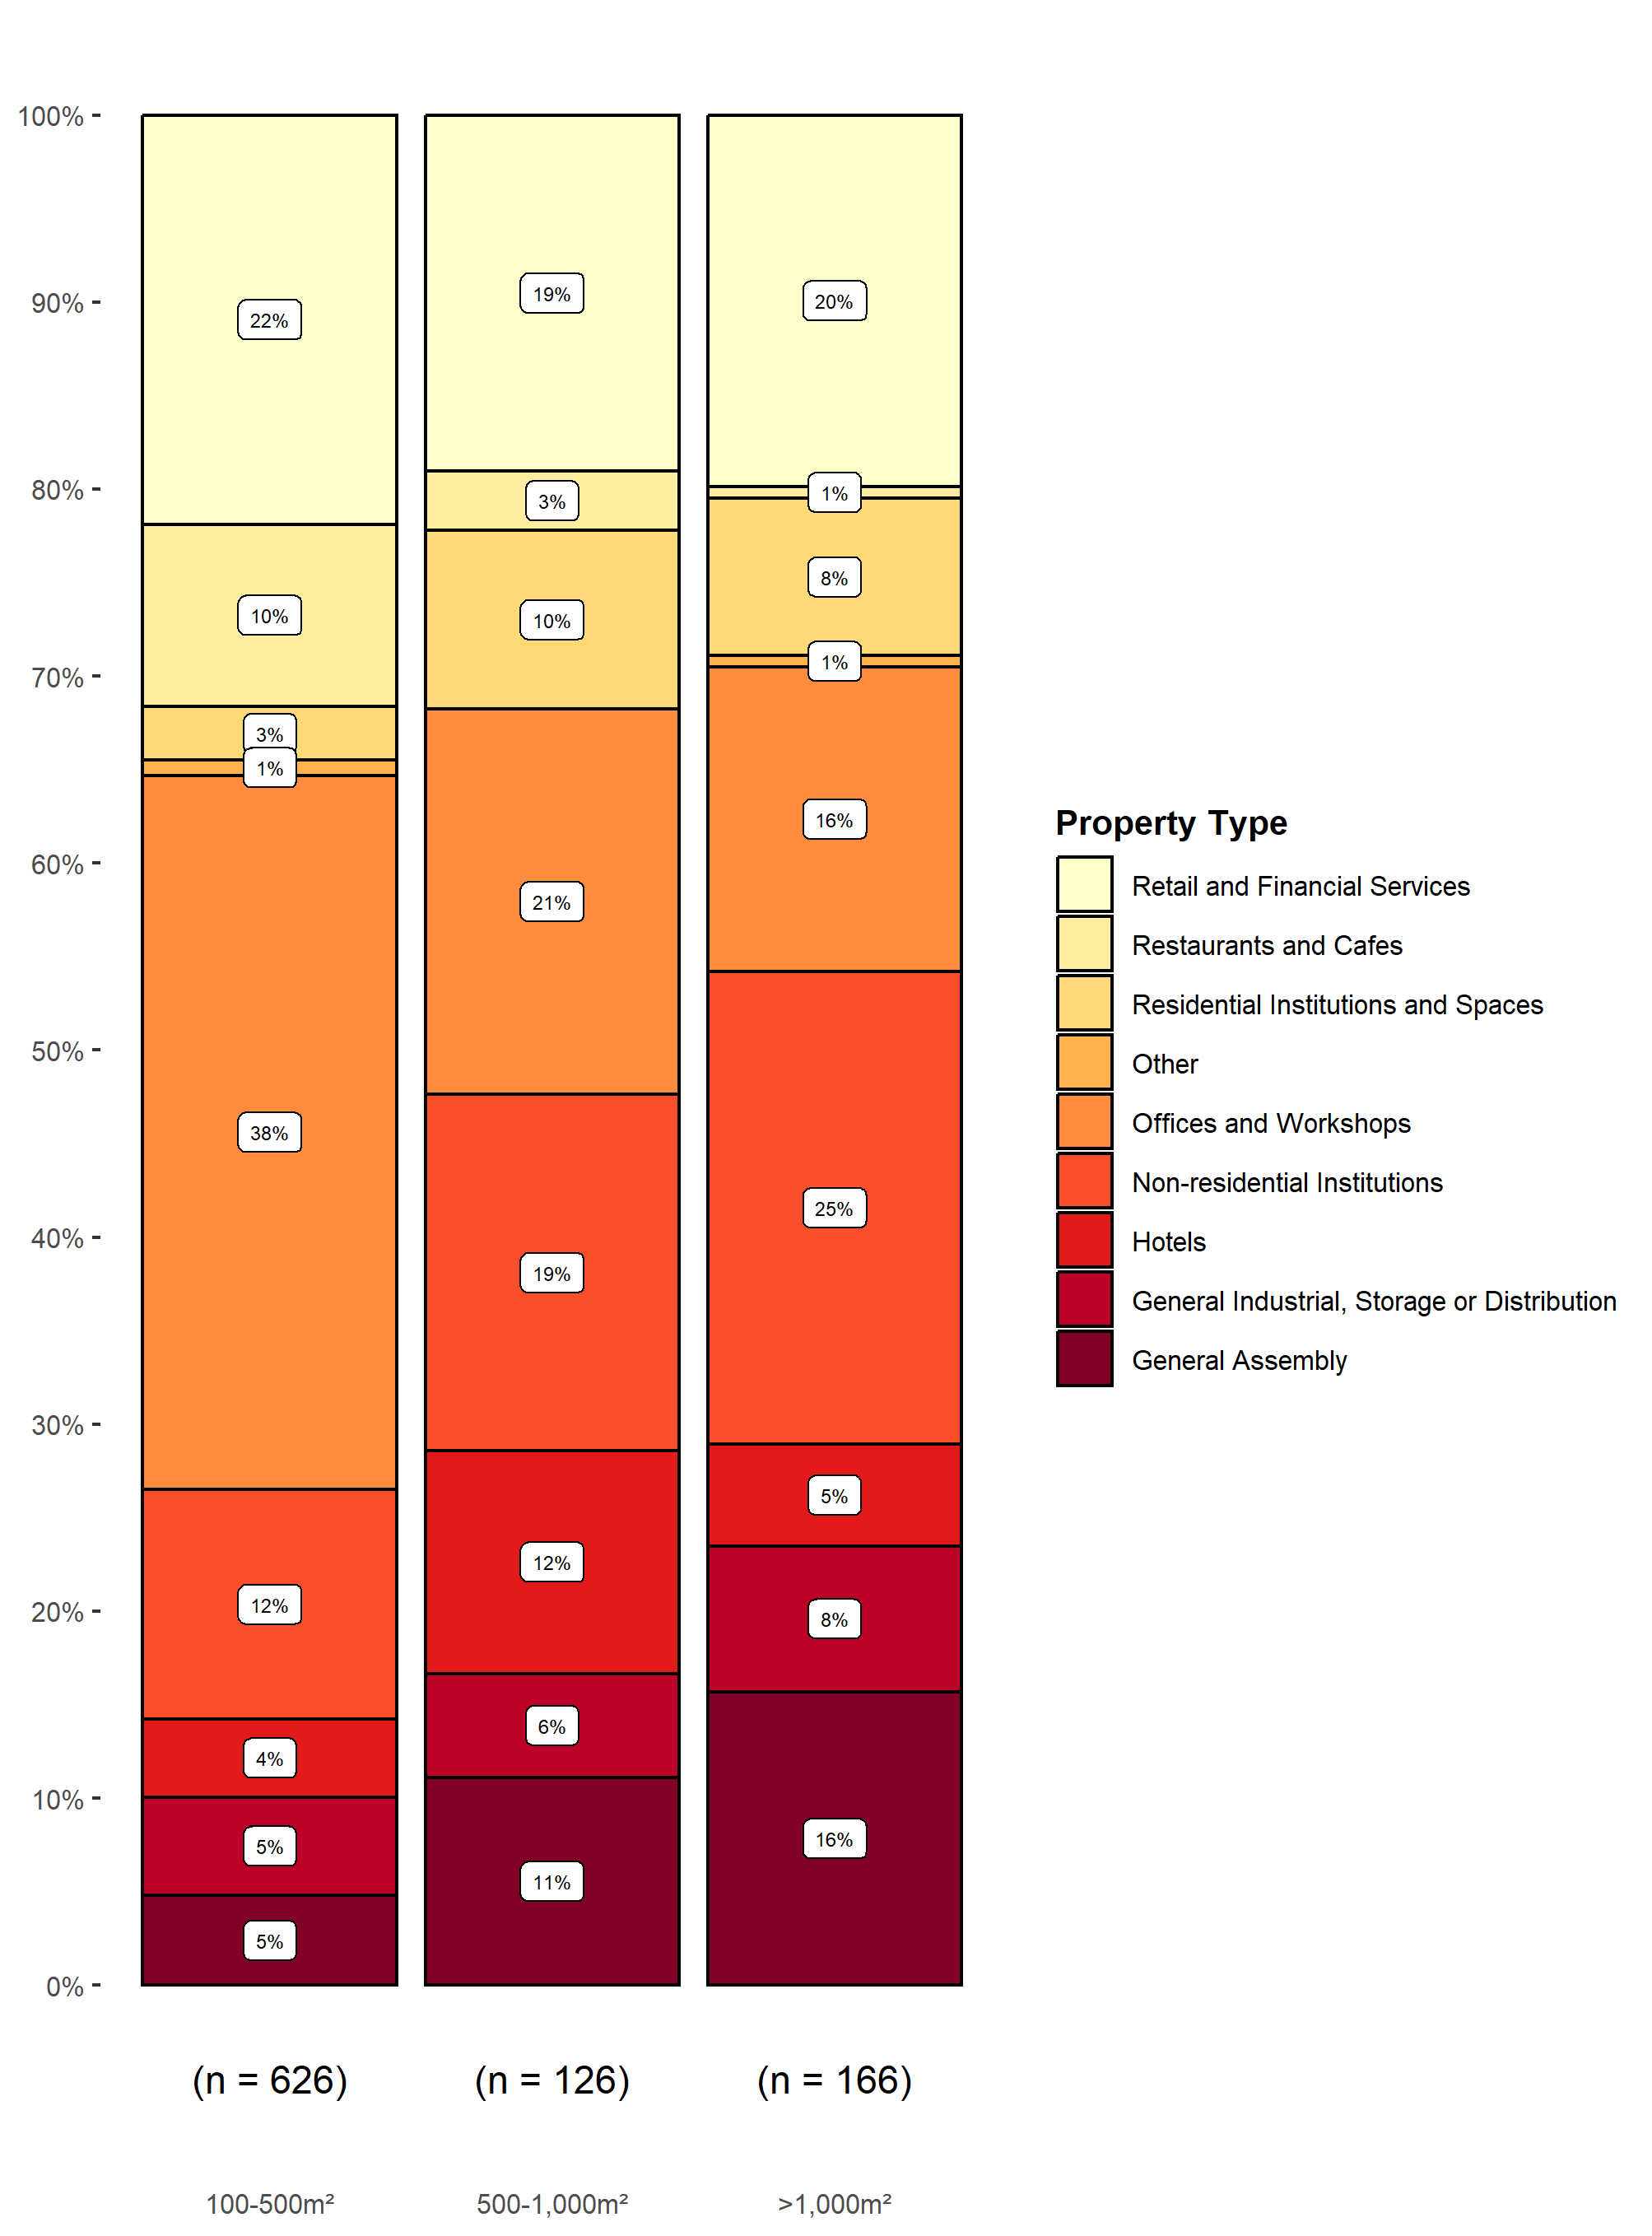 100%
90%
80%
70%
60%
50%
40%
30%
20%
10%
0%
22%
10%
3%
1%
38%
12%
4%
5%
5%
19%
3%
10%
21%
19%
12%
6%
11%
20%
1%
8%
1%
16%
25%
5%
8%
16%
(n = 626)
(n = 126)
(n = 166)
100-500m²
500-1,000m²
>1,000m²
Property Type
Retail and Financial Services
Restaurants and Cafes
Residential Institutions and Spaces
Other
Offices and Workshops
Non-residential Institutions
Hotels
General Industrial, Storage or Distribution
General Assembly